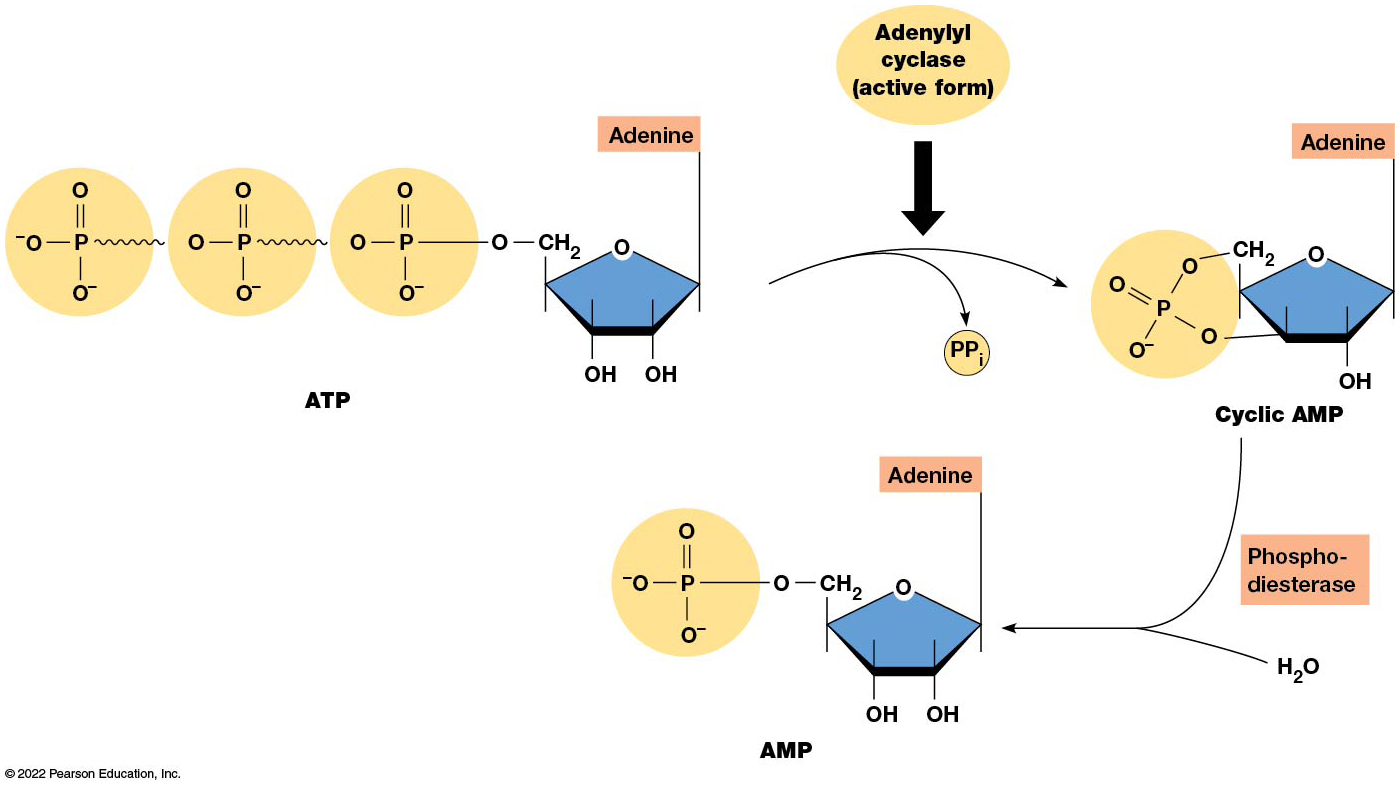 Adenylyl
cyclase
(active form)
Adenine
O
O
O
⁻O—P
O—P
O—P
O—CH₂
O
O⁻
O⁻
O⁻
OH OH
ATP
PPᵢ
Adenine
CH₂
O
O
O
P
O⁻
O
OH
Cyclic AMP
Phospho-
diesterase
H₂O
Adenine
O
⁻O—P
O—CH₂
O
O⁻
OH OH
AMP
© 2022 Pearson Education, Inc.